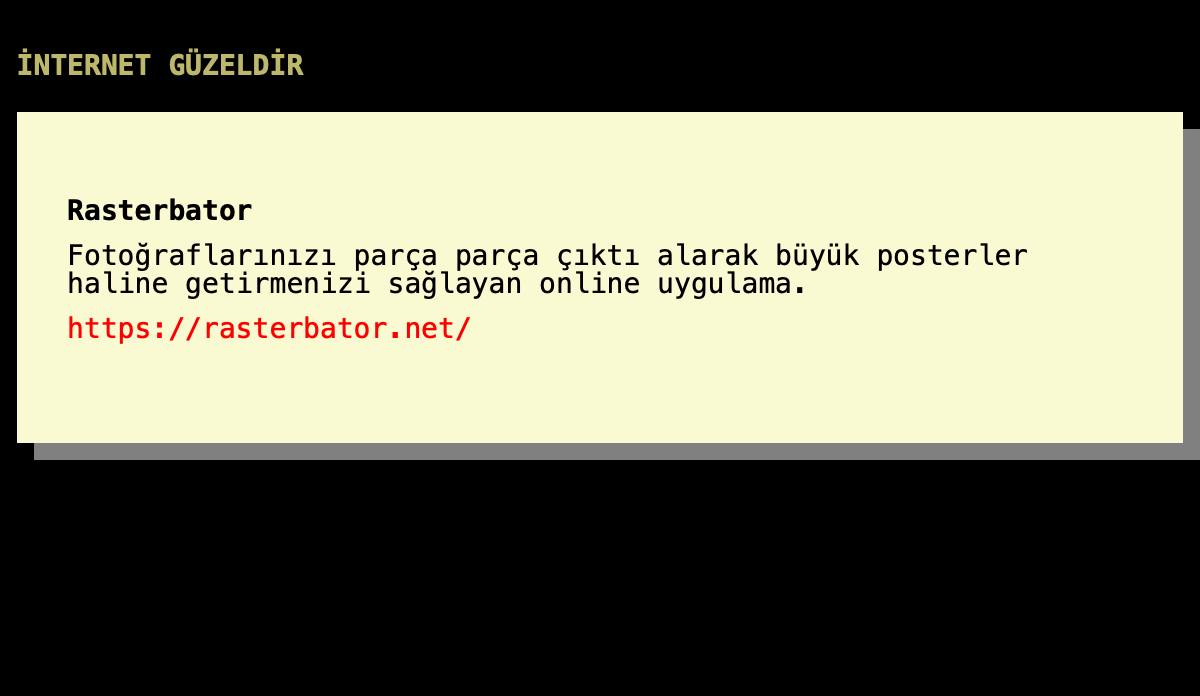 İNTERNET GÜZELDİR
Rasterbator
Fotoğraflarınızı parça parça çıktı alarak büyük posterler
haline getirmenizi sağlayan online uygulama.
https://rasterbator.net/